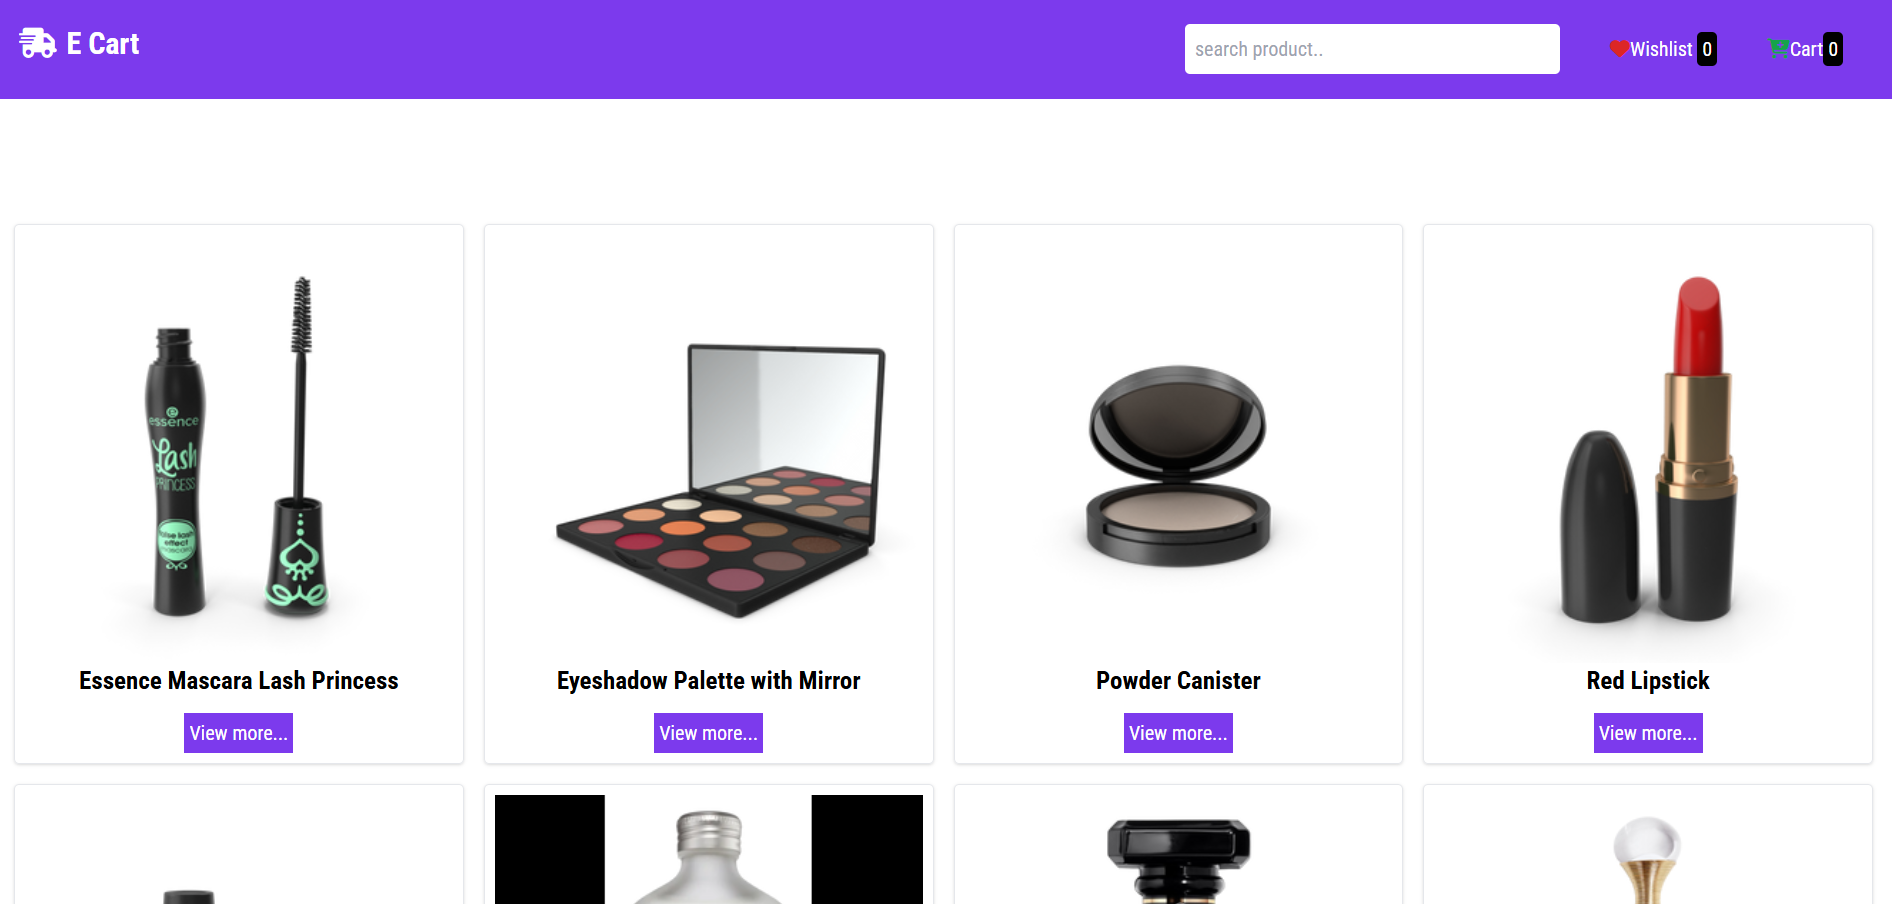 E Cart
search product..
Wishlist 0
Cart 0
essence
Lash
PRINCESS
false lash
effect
Essence Mascara Lash Princess
Eyeshadow Palette with Mirror
Powder Canister
Red Lipstick
View more...
View more...
View more...
View more...